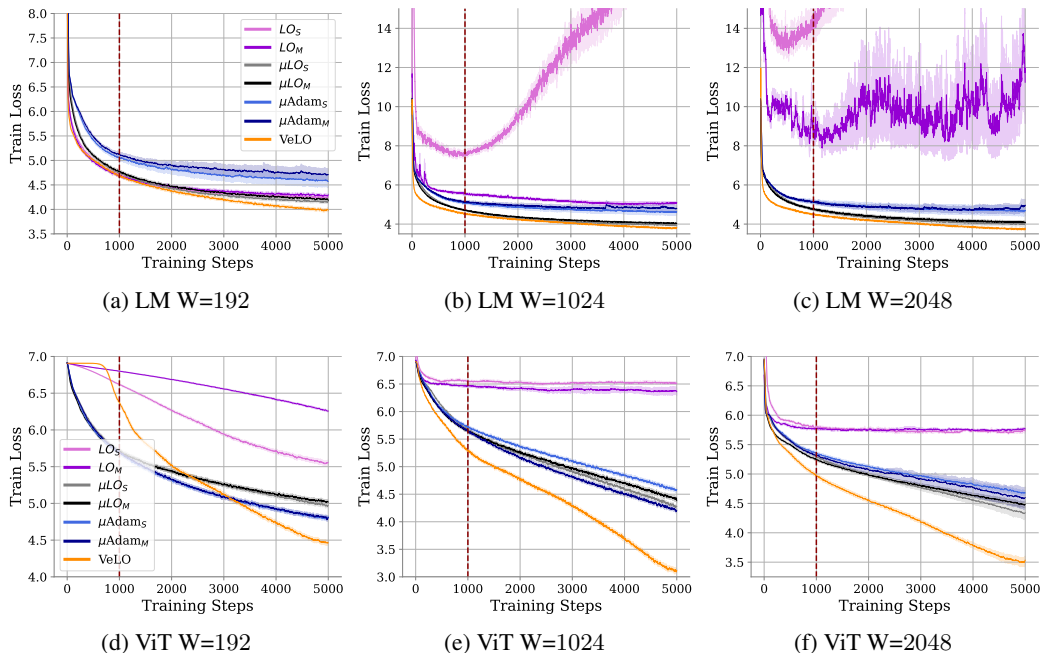 8.0
7.5
7.0
6.5
6.0
5.5
5.0
4.5
4.0
3.5
Train Loss
0 1000 2000 3000 4000 5000
Training Steps
LO_S
LO_M
μLO_S
μLO_M
μAdam_S
μAdam_M
VeLO
(a) LM W=192
14
12
10
8
6
4
Train Loss
0 1000 2000 3000 4000 5000
Training Steps
(b) LM W=1024
14
12
10
8
6
4
Train Loss
0 1000 2000 3000 4000 5000
Training Steps
(c) LM W=2048
7.0
6.5
6.0
5.5
5.0
4.5
4.0
Train Loss
0 1000 2000 3000 4000 5000
Training Steps
LO_S
LO_M
μLO_S
μLO_M
μAdam_S
μAdam_M
VeLO
(d) ViT W=192
7.0
6.5
6.0
5.5
5.0
4.5
4.0
3.5
3.0
Train Loss
0 1000 2000 3000 4000 5000
Training Steps
(e) ViT W=1024
7.0
6.5
6.0
5.5
5.0
4.5
4.0
3.5
Train Loss
0 1000 2000 3000 4000 5000
Training Steps
(f) ViT W=2048